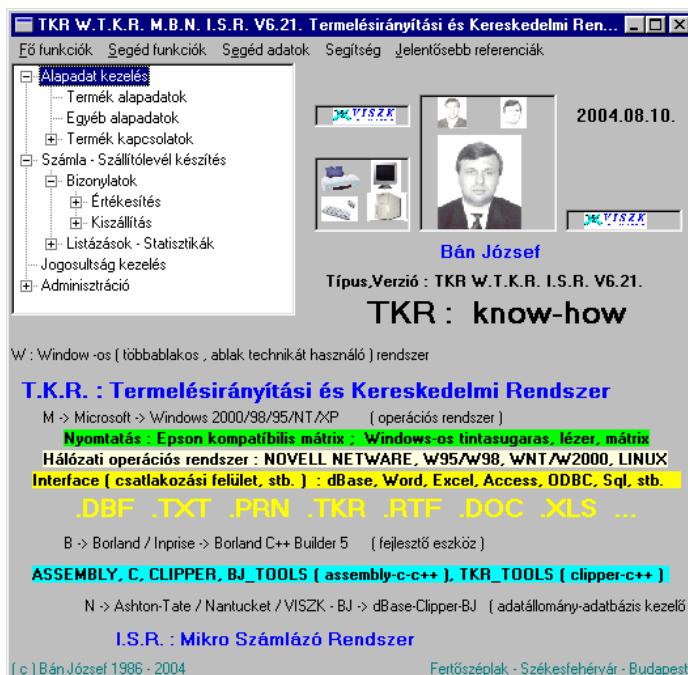 TKR W.T.K.R. M.B.N. I.S.R. V6.21. Termelésirányítási és Kereskedelmi Ren...
Fő funkciók Segéd funkciók Segéd adatok Segítség Jelentősebb referenciák
Alapadat kezelés
Termék alapadatok
Egyéb alapadatok
Termék kapcsolatok
Számla - Szállítólevél készítés
Bizonylatok
Értékesítés
Kiszállítás
Listázások - Statisztikák
Jogosultság kezelés
Adminisztráció
VISZK
2004.08.10.
VISZK
Bán József
Típus,Verzió : TKR W.T.K.R. I.S.R. V6.21.
TKR : know-how
W : Window -os ( többablakos , ablak technikát használó ) rendszer
T.K.R. : Termelésirányítási és Kereskedelmi Rendszer
M -> Microsoft -> Windows 2000/98/95/NT/XP ( operációs rendszer )
Nyomtatás : Epson kompatíbilis mátrix ; Windows-os tintasugaras, lézer, mátrix
Hálózati operációs rendszer : NOVELL NETWARE, W95/W98, WNT/W2000, LINUX
Interface ( csatlakozási felület, stb. ) : dBase, Word, Excel, Access, ODBC, Sql, stb.
.DBF .TXT .PRN .TKR .RTF .DOC .XLS ...
B -> Borland / Inprise -> Borland C++ Builder 5 ( fejlesztő eszköz )
ASSEMBLY, C, CLIPPER, BJ_TOOLS ( assembly-c-c++ ), TKR_TOOLS ( clipper-c++ )
N -> Ashton-Tate / Nantucket / VISZK - BJ -> dBase-Clipper-BJ ( adatállomány-adatbázis kezelő
I.S.R. : Mikro Számlázó Rendszer
( c ) Bán József 1986 - 2004 Fertőszéplak - Székesfehérvár - Budapest